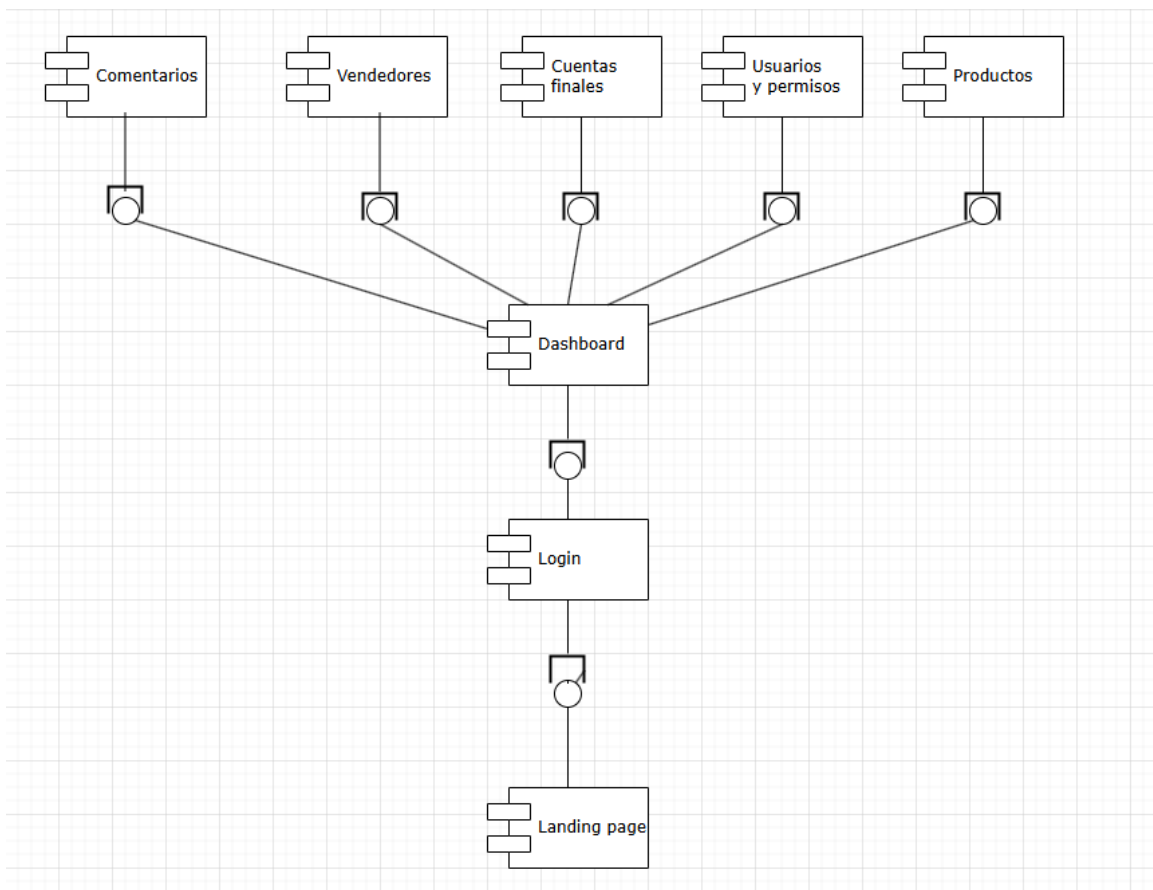 Comentarios
Vendedores
Cuentas
finales
Usuarios
y permisos
Productos
Dashboard
Login
Landing page